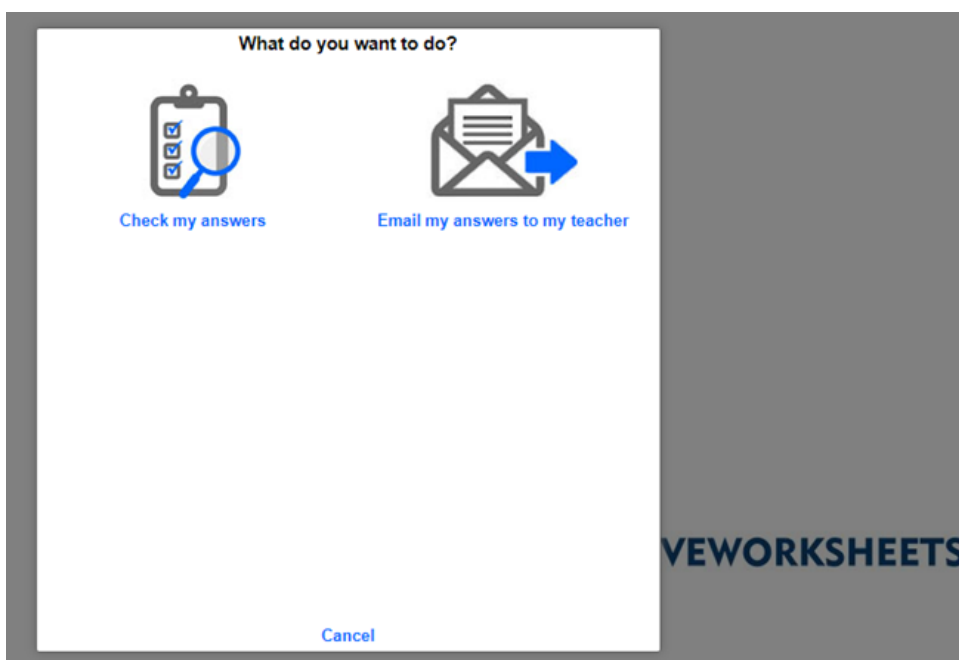 What do you want to do?
Check my answers
Email my answers to my teacher
VEWORKSHEETS
Cancel